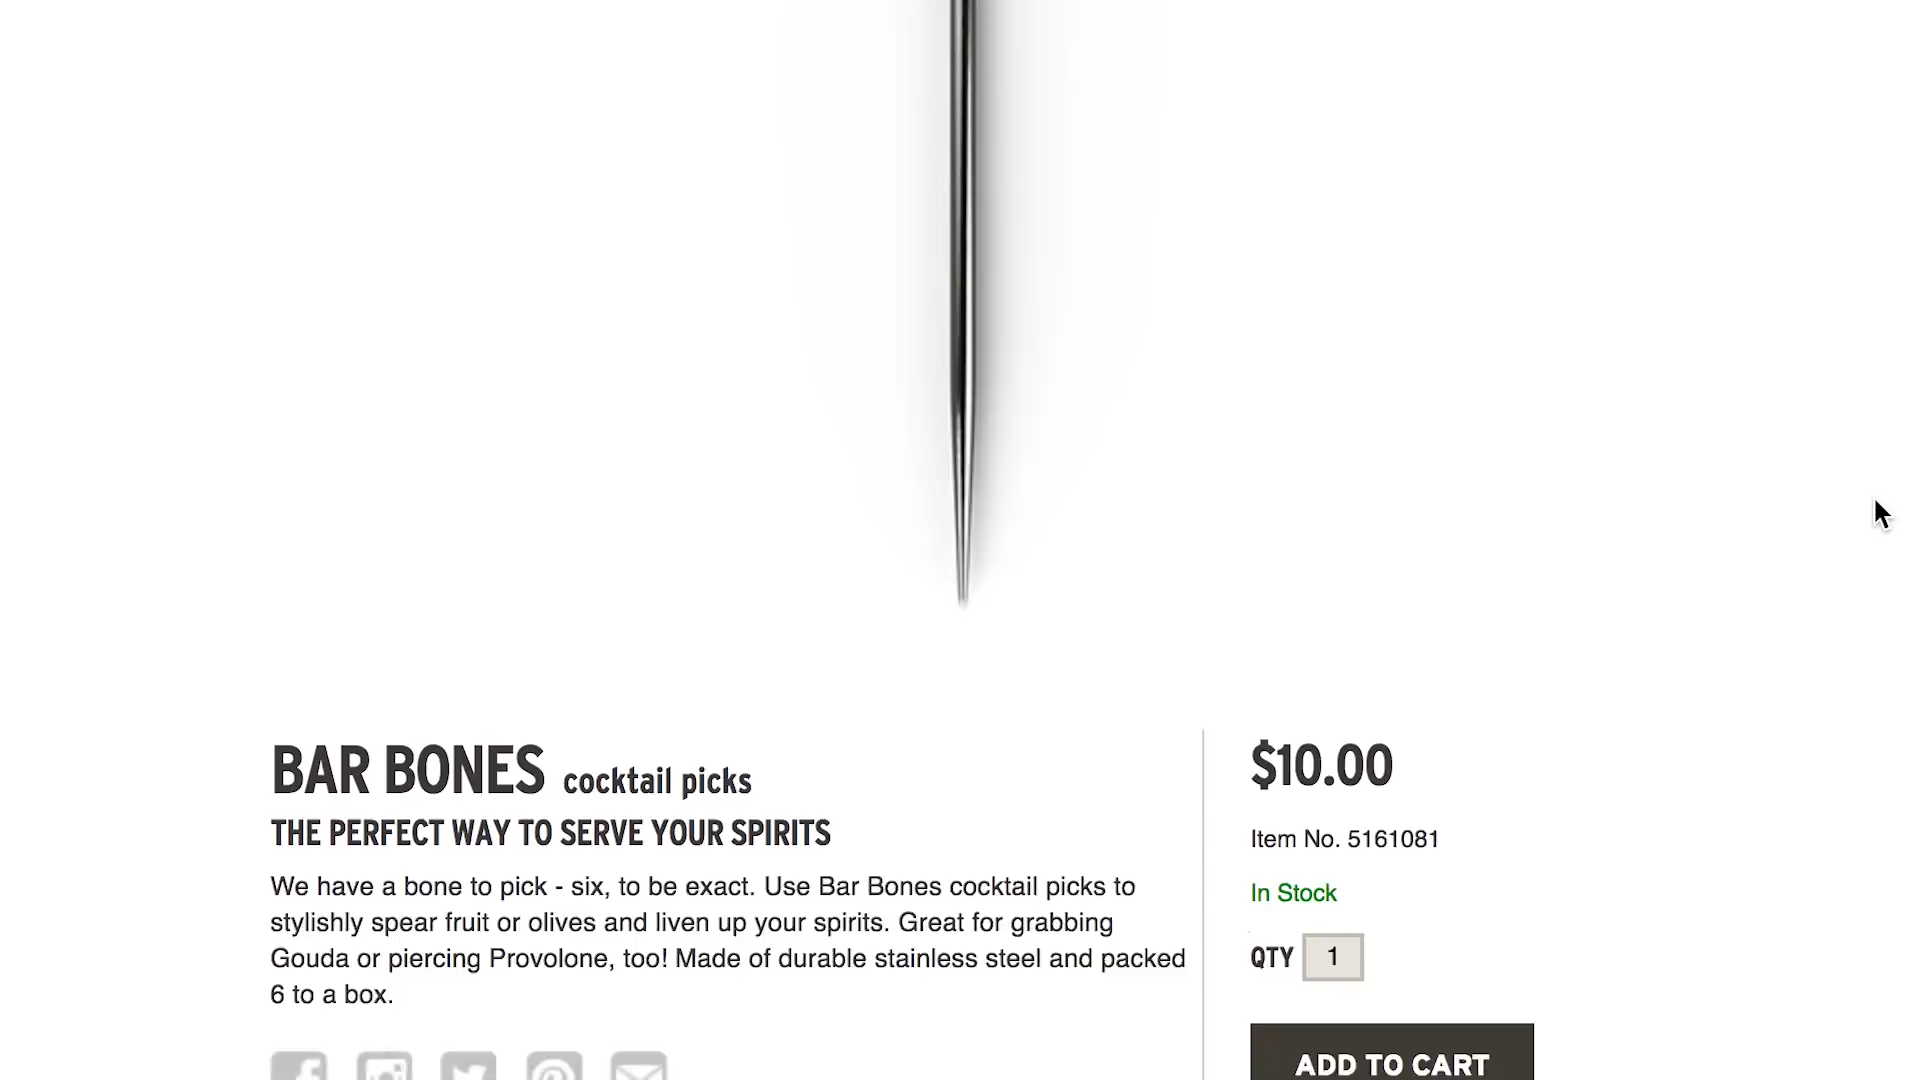 BAR BONES cocktail picks
THE PERFECT WAY TO SERVE YOUR SPIRITS
We have a bone to pick - six, to be exact. Use Bar Bones cocktail picks to
stylishly spear fruit or olives and liven up your spirits. Great for grabbing
Gouda or piercing Provolone, too! Made of durable stainless steel and packed
6 to a box.
$10.00
Item No. 5161081
In Stock
QTY 1
ADD TO CART